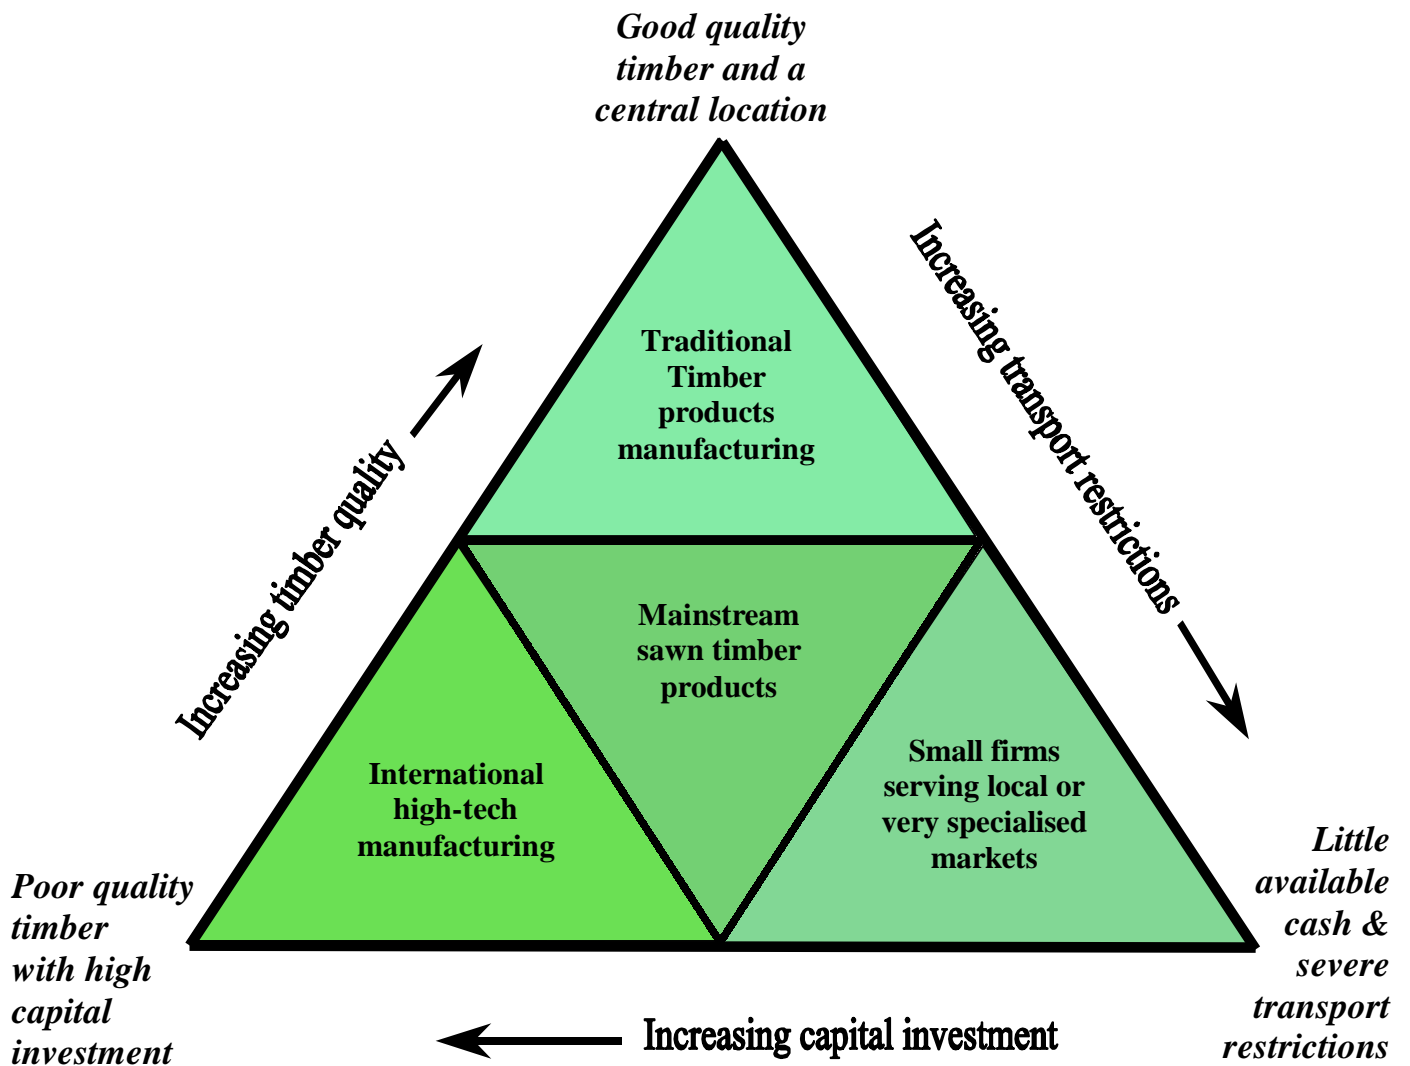 Good quality
timber and a
central location
Increasing transport restrictions
Traditional
Timber
products
manufacturing
Increasing timber quality
Mainstream
sawn timber
products
International
high-tech
manufacturing
Small firms
serving local or
very specialised
markets
Poor quality
timber
with high
capital
investment
Little
available
cash &
severe
transport
restrictions
Increasing capital investment